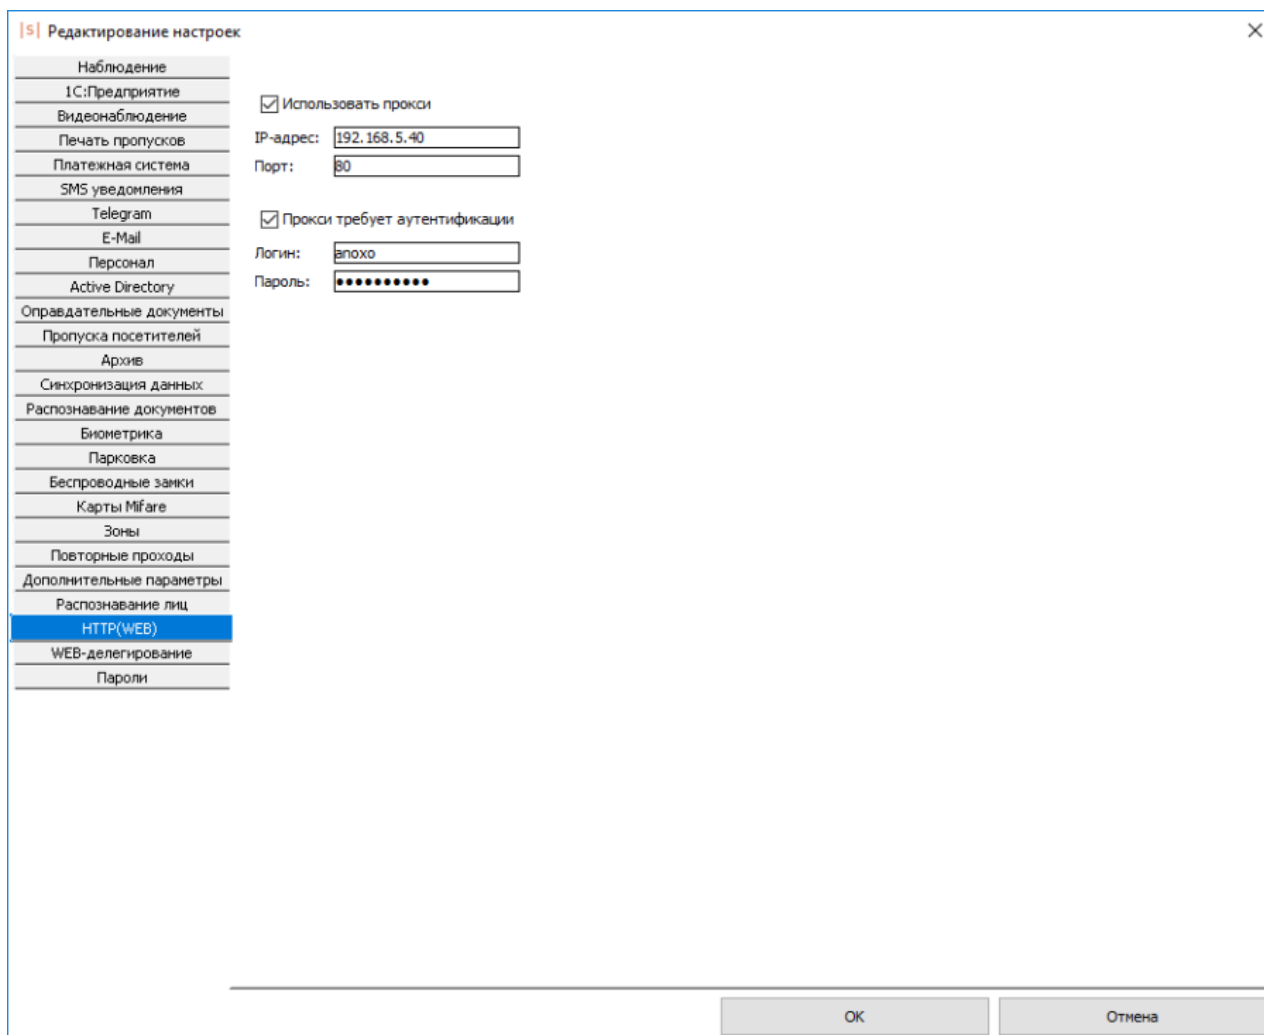 |S| Редактирование настроек
Наблюдение
1С:Предприятие
Видеонаблюдение
Печать пропусков
Платежная система
SMS уведомления
Telegram
E-Mail
Персонал
Active Directory
Оправдательные документы
Пропуска посетителей
Архив
Синхронизация данных
Распознавание документов
Биометрика
Парковка
Беспроводные замки
Карты Mifare
Зоны
Повторные проходы
Дополнительные параметры
Распознавание лиц
HTTP(WEB)
WEB-делегирование
Пароли
Использовать прокси
IP-адрес: 192.168.5.40
Порт: 80
Прокси требует аутентификации
Логин: anoxo
Пароль: ●●●●●●●●●●
OK
Отмена